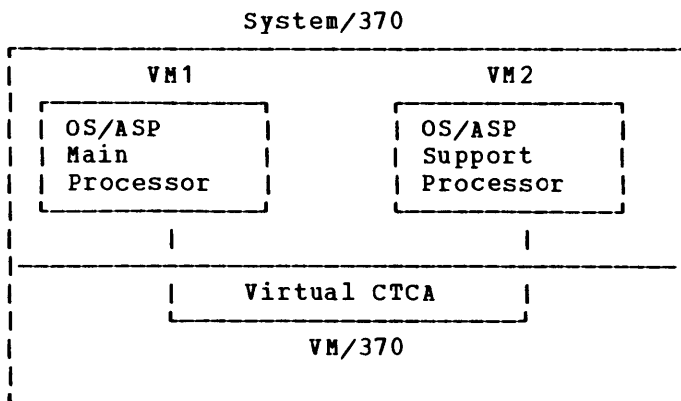 System/370
VM1 VM2
OS/ASP OS/ASP
Main Support
Processor Processor
Virtual CTCA
VM/370